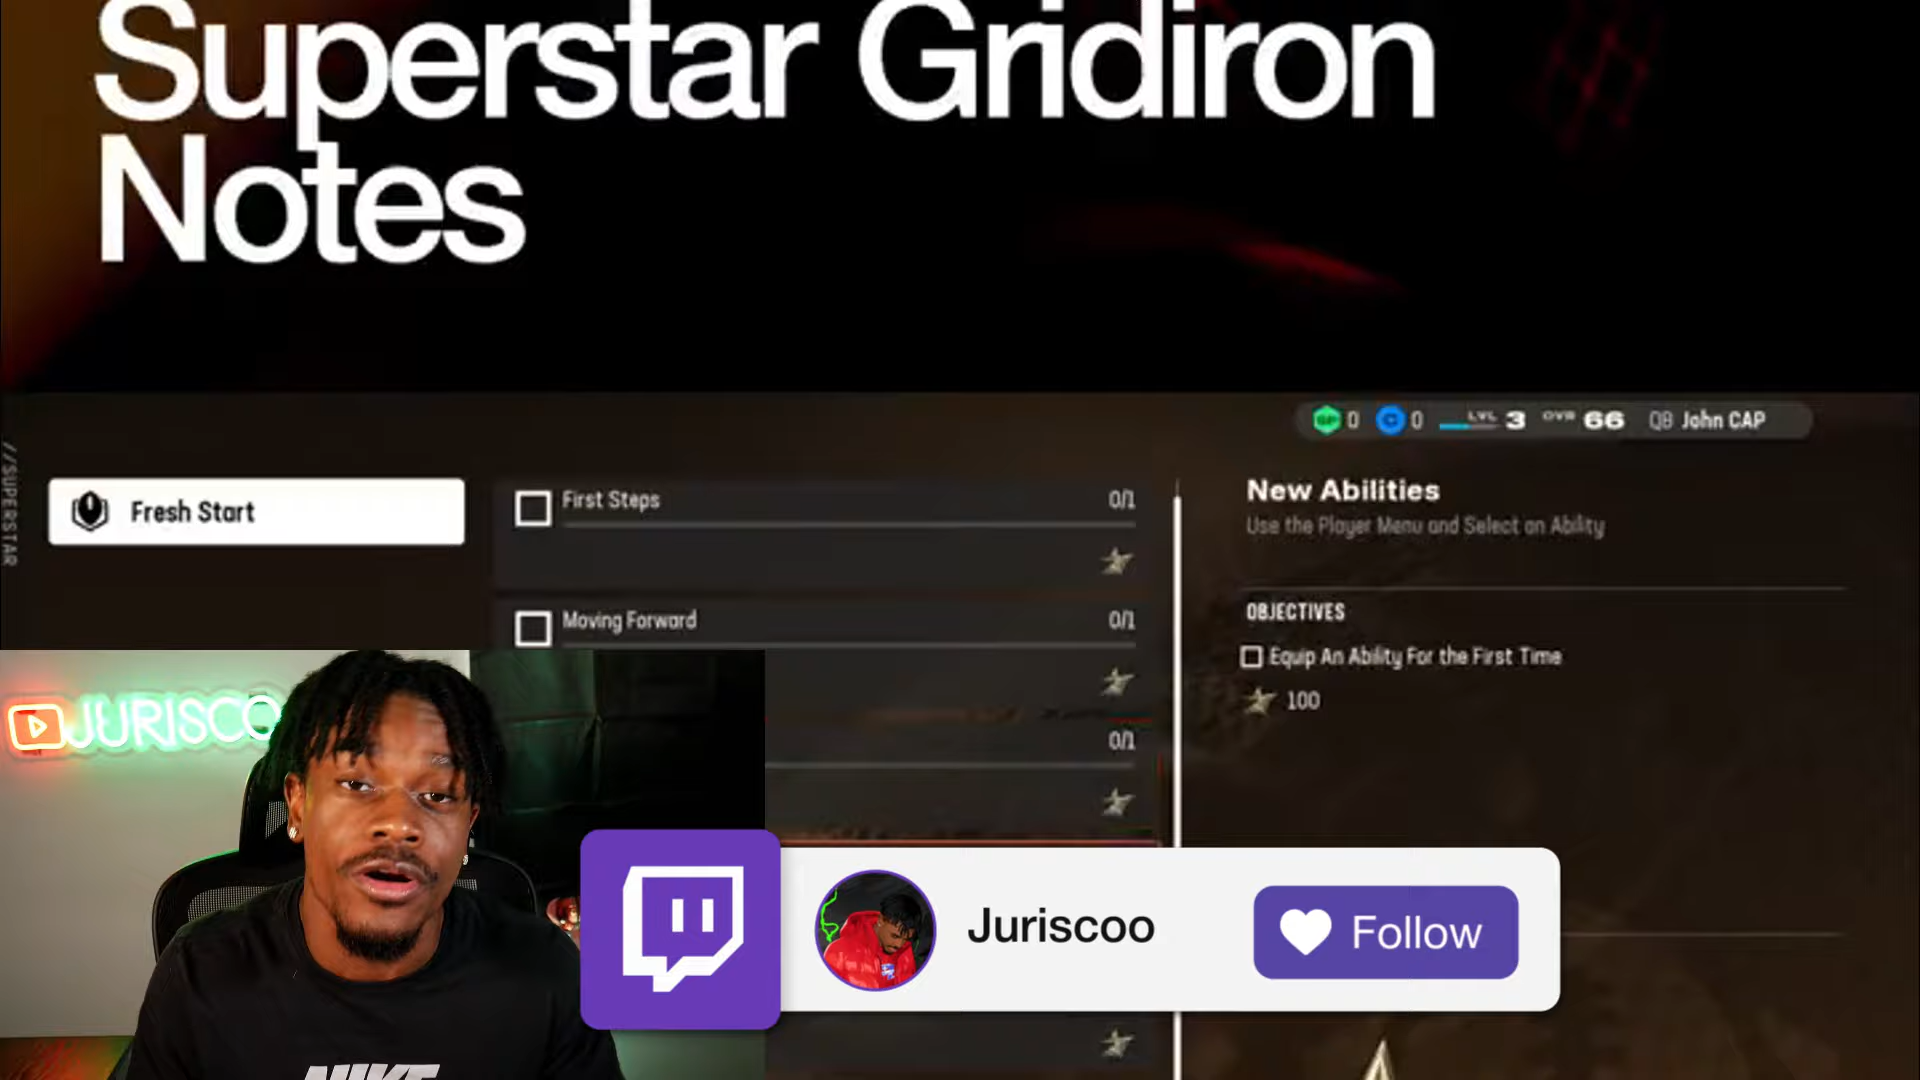 Superstar Gridiron
Notes
0 0 LVL 3 OVR 66 QB John CAP
//SUPERSTAR
Fresh Start
First Steps 0/1
Moving Forward 0/1
0/1
New Abilities
Use the Player Menu and Select an Ability
OBJECTIVES
Equip An Ability For the First Time
100
JURISCO
Juriscoo
Follow
NIKE